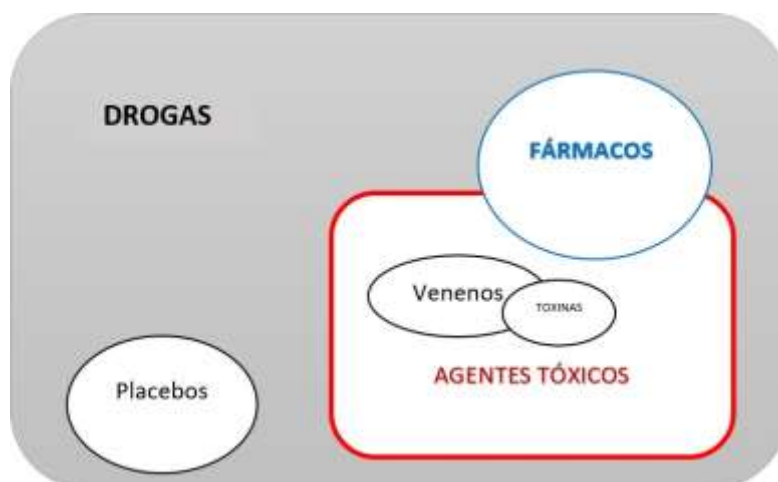 DROGAS
FÁRMACOS
Venenos
TOXINAS
AGENTES TÓXICOS
Placebos